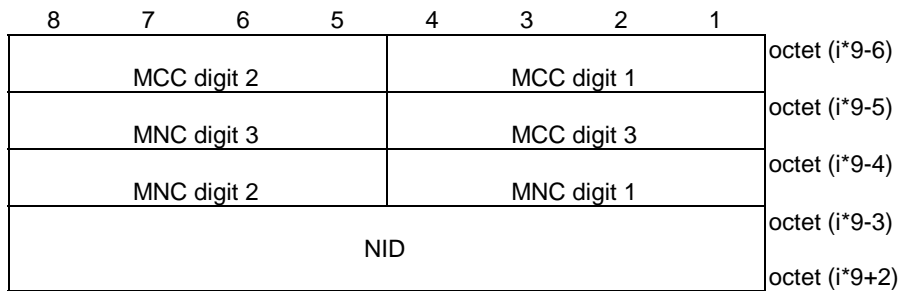 8 7 6 5 4 3 2 1
octet (i*9-6)
MCC digit 2 MCC digit 1
octet (i*9-5)
MNC digit 3 MCC digit 3
octet (i*9-4)
MNC digit 2 MNC digit 1
octet (i*9-3)
NID
octet (i*9+2)